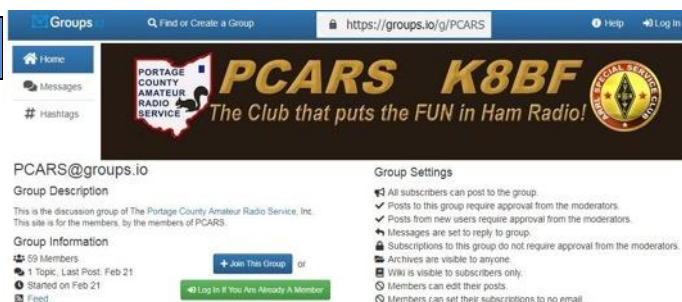 Groups.io
Find or Create a Group
https://groups.io/g/PCARS
Help
Log In
Home
Messages
Hashtags
PORTAGE
COUNTY
AMATEUR
RADIO
SERVICE
PCARS K8BF
The Club that puts the FUN in Ham Radio!
ARRL SPECIAL SERVICE CLUB
PCARS@groups.io
Group Description
This is the discussion group of The Portage County Amateur Radio Service, Inc.
This site is for the members, by the members of PCARS.
Group Information
59 Members
1 Topic, Last Post: Feb 21
Started on Feb 21
Feed
+ Join This Group or
Log In If You Are Already A Member
Group Settings
All subscribers can post to the group.
Posts to this group require approval from the moderators.
Posts from new users require approval from the moderators.
Messages are set to reply to group.
Subscriptions to this group do not require approval from the moderators.
Archives are visible to anyone.
Wiki is visible to subscribers only.
Members can edit their posts.
Members can set their subscriptions to no email.